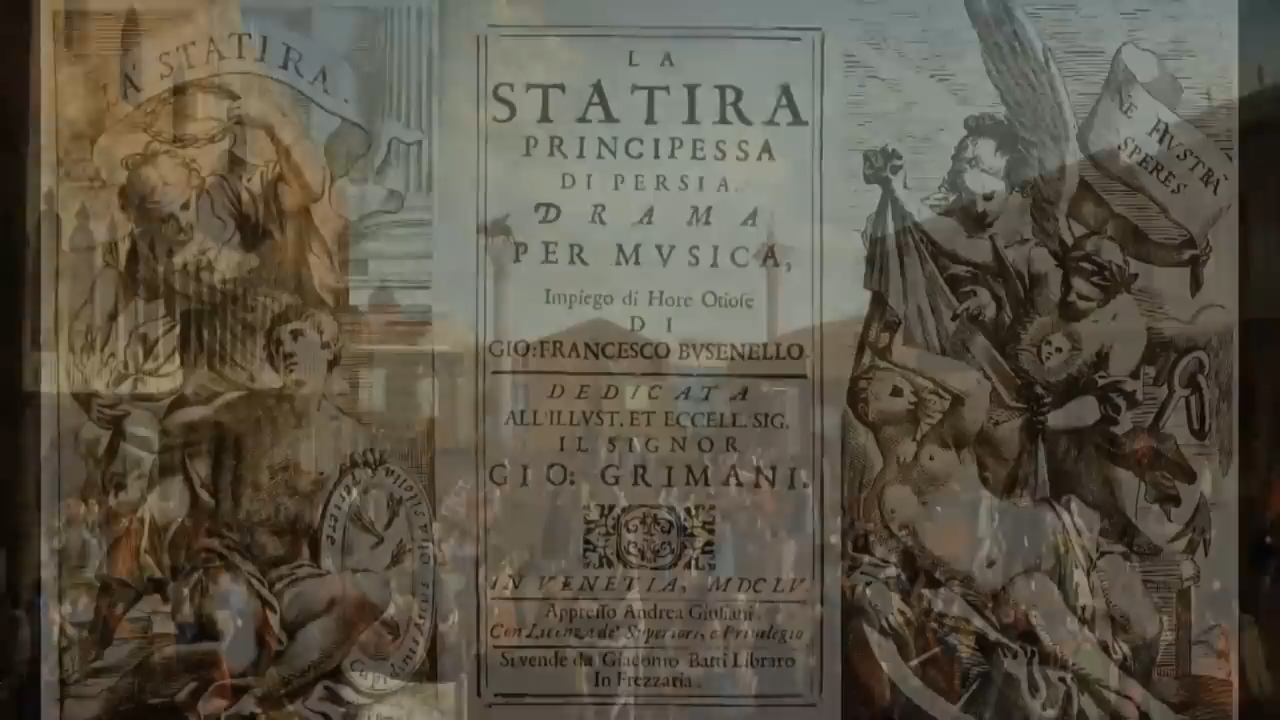 LA STATIRA.
LA
STATIRA
PRINCIPESSA
DI PERSIA.
DRAMA
PER MVSICA,
Impiego di Hore Otiose
DI
GIO: FRANCESCO BVSENELLO.
DEDICATA
ALL'ILLVST. ET ECCELL. SIG.
IL SIGNOR
GIO: GRIMANI.
IN VENETIA, MDCLV
Appresso Andrea Giuliani.
Con Licenza de' Superiori, e Priuilegio
Si vende da Giacomo Batti Libraro
In Frezzaria.
NE FRVSTRA
SPERES